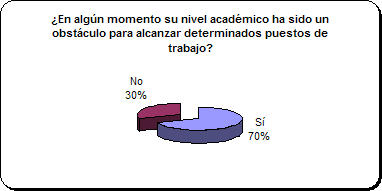 ¿En algún momento su nivel académico ha sido un
obstáculo para alcanzar determinados puestos de
trabajo?
No
30%
Sí
70%